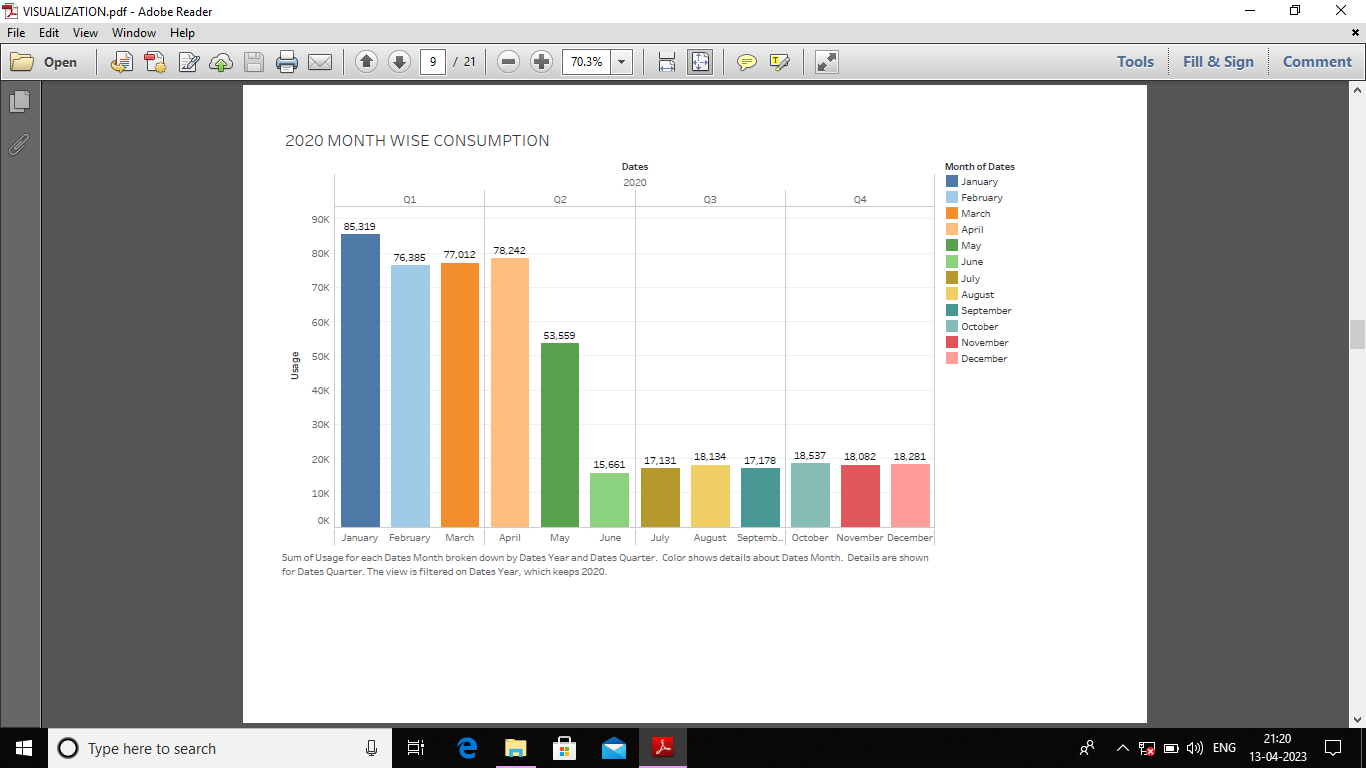 VISUALIZATION.pdf - Adobe Reader
File Edit View Window Help
Open 9 / 21 70.3% Tools Fill & Sign Comment
2020 MONTH WISE CONSUMPTION
Dates
2020
Q1 Q2 Q3 Q4
Usage
90K
80K
70K
60K
50K
40K
30K
20K
10K
0K
85,319
76,385
77,012
78,242
53,559
15,661
17,131
18,134
17,178
18,537
18,082
18,281
January February March April May June July August Septemb.. October November December
Month of Dates
January
February
March
April
May
June
July
August
September
October
November
December
Sum of Usage for each Dates Month broken down by Dates Year and Dates Quarter. Color shows details about Dates Month. Details are shown
for Dates Quarter. The view is filtered on Dates Year, which keeps 2020.
Type here to search
ENG
21:20
13-04-2023